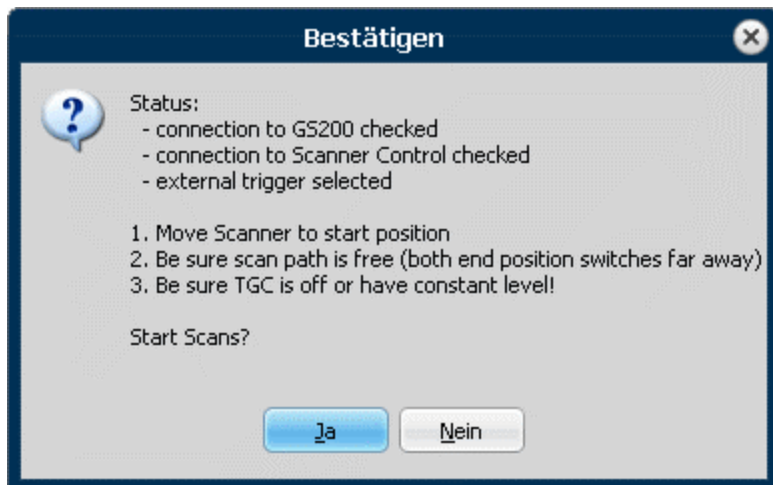 Bestätigen
Status:
- connection to GS200 checked
- connection to Scanner Control checked
- external trigger selected
1. Move Scanner to start position
2. Be sure scan path is free (both end position switches far away)
3. Be sure TGC is off or have constant level!
Start Scans?
Ja
Nein